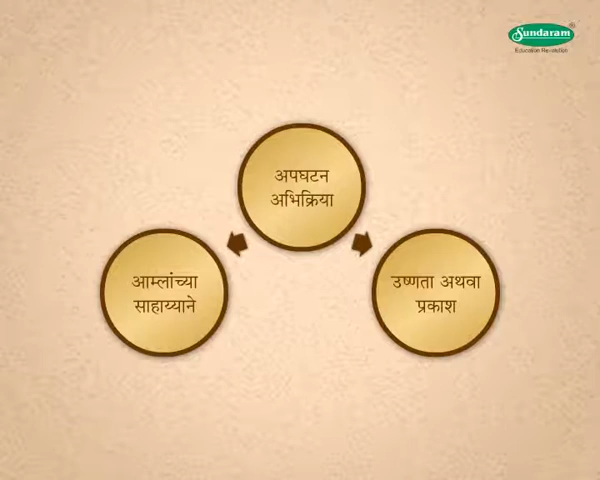 Sundaram
Education Revolution
अपघटन
अभिक्रिया
आम्लांच्या
साहाय्याने
उष्णता अथवा
प्रकाश